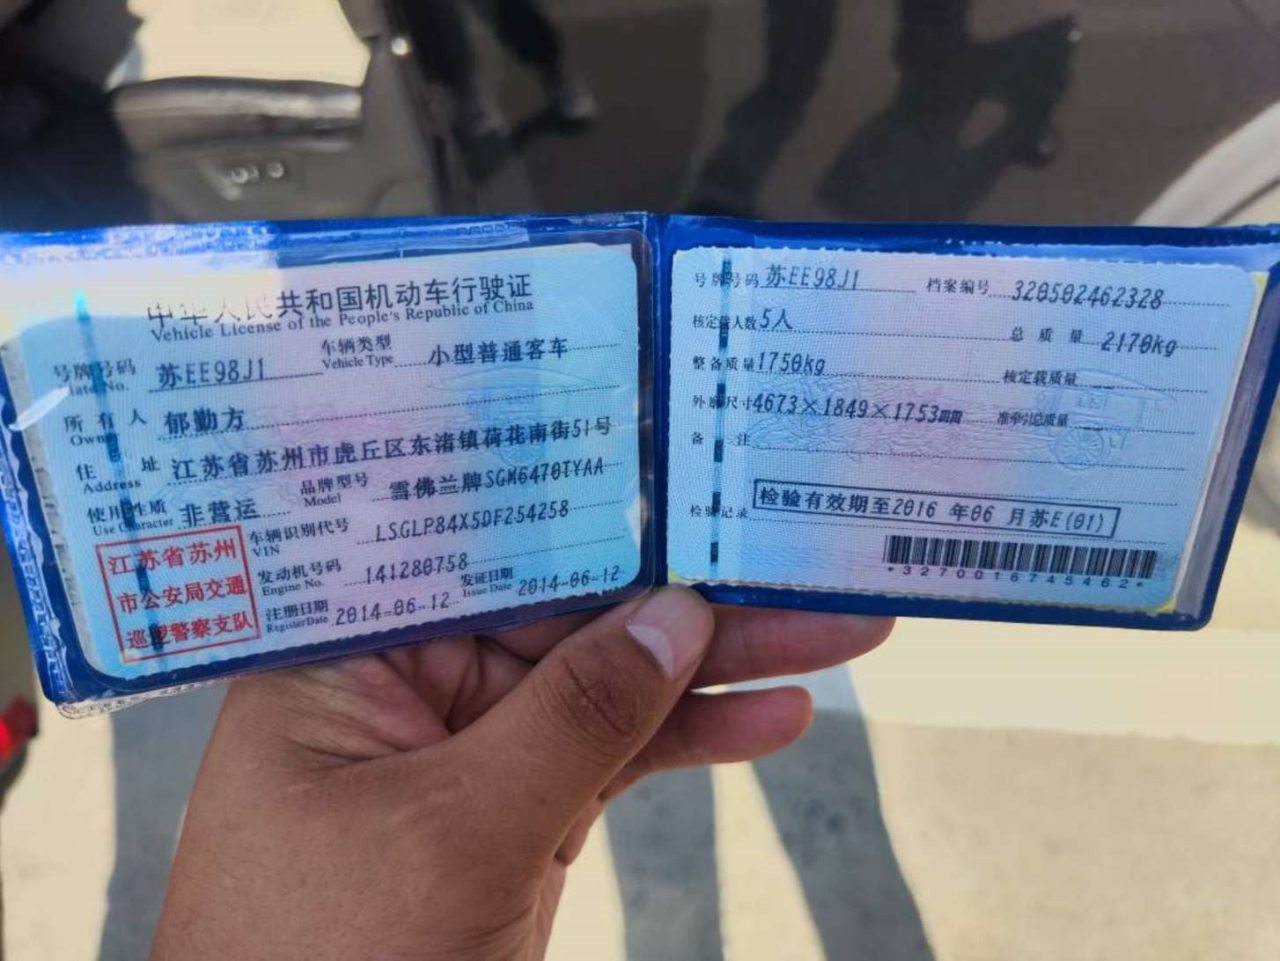 中华人民共和国机动车行驶证
Vehicle License of the People's Republic of China
号牌号码 苏EE98J1 车辆类型 小型普通客车
Plate No. Vehicle Type
所有人 郁勤方
Owner
住址 江苏省苏州市虎丘区东渚镇荷花南街51号
Address
使用性质 非营运 品牌型号 雪佛兰牌SGM6470TYAA
Use Character Model
车辆识别代号 LSGLP84X5DF254258
VIN
发动机号码 141280758
Engine No.
注册日期 2014-06-12 发证日期 2014-06-12
Register Date Issue Date
江苏省苏州
市公安局交通
巡逻警察支队
号牌号码 苏EE98J1 档案编号 320502462328
核定载人数 5人 总质量 2170kg
整备质量 1750kg 核定载质量 --
外廓尺寸 4673×1849×1753mm 准牵引总质量 --
备注
检验记录 检验有效期至2016年06月苏E(01)
*3270016745462*